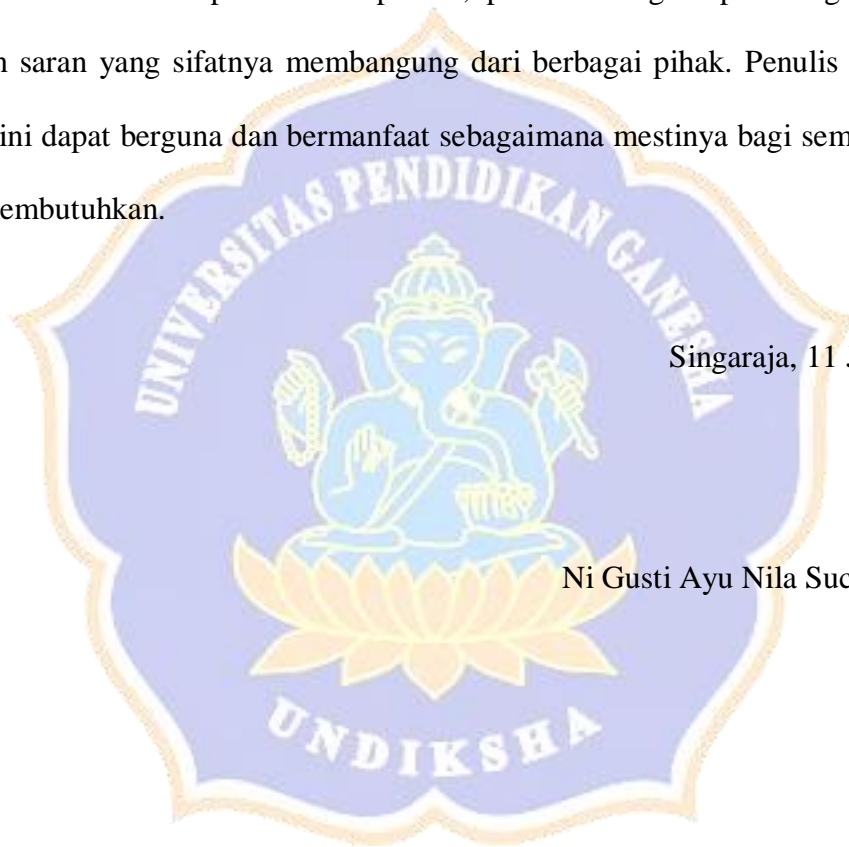 n saran yang sifatnya membangung dari berbagai pihak. Penulis
ini dapat berguna dan bermanfaat sebagaimana mestinya bagi sem
embutuhkan.
UNIVERSITAS PENDIDIKAN GANESHA
Singaraja, 11 .
Ni Gusti Ayu Nila Suc
UNDIKSHA